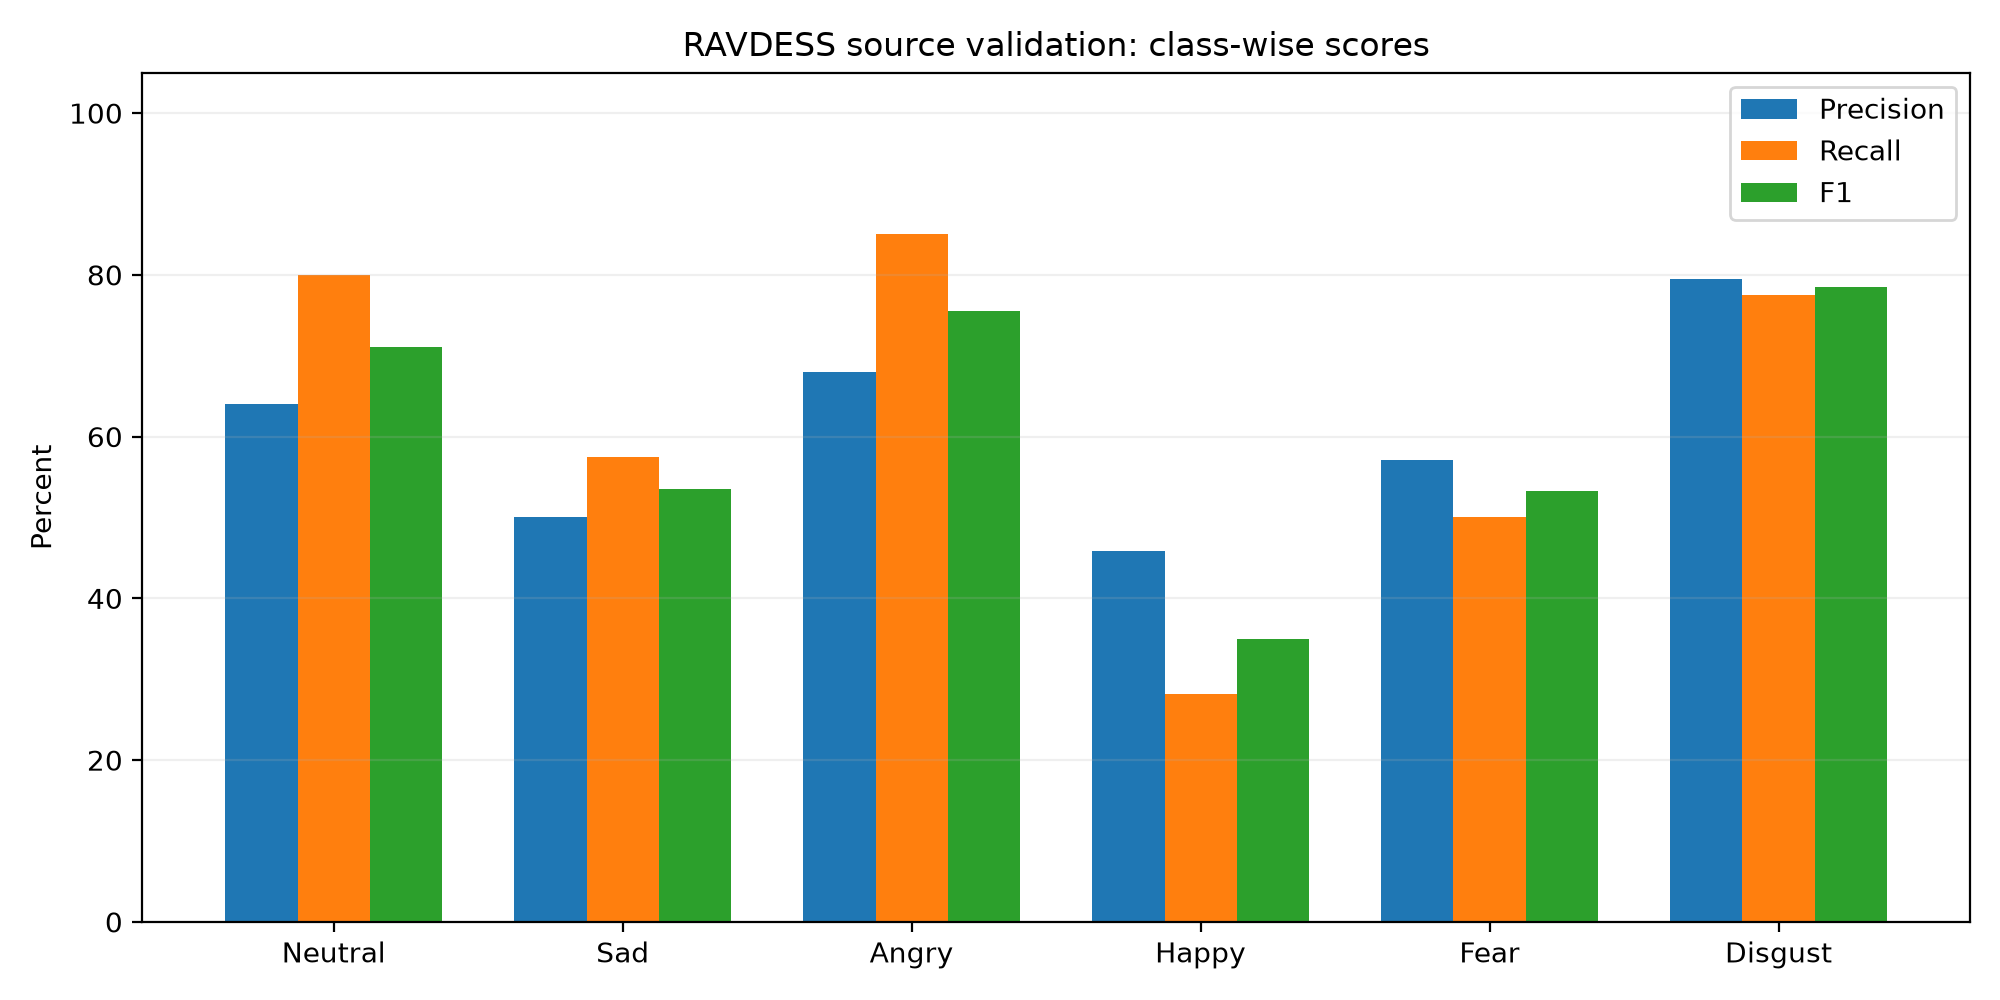 RAVDESS source validation: class-wise scores
Precision
Recall
F1
100
80
60
40
20
0
Percent
Neutral
Sad
Angry
Happy
Fear
Disgust